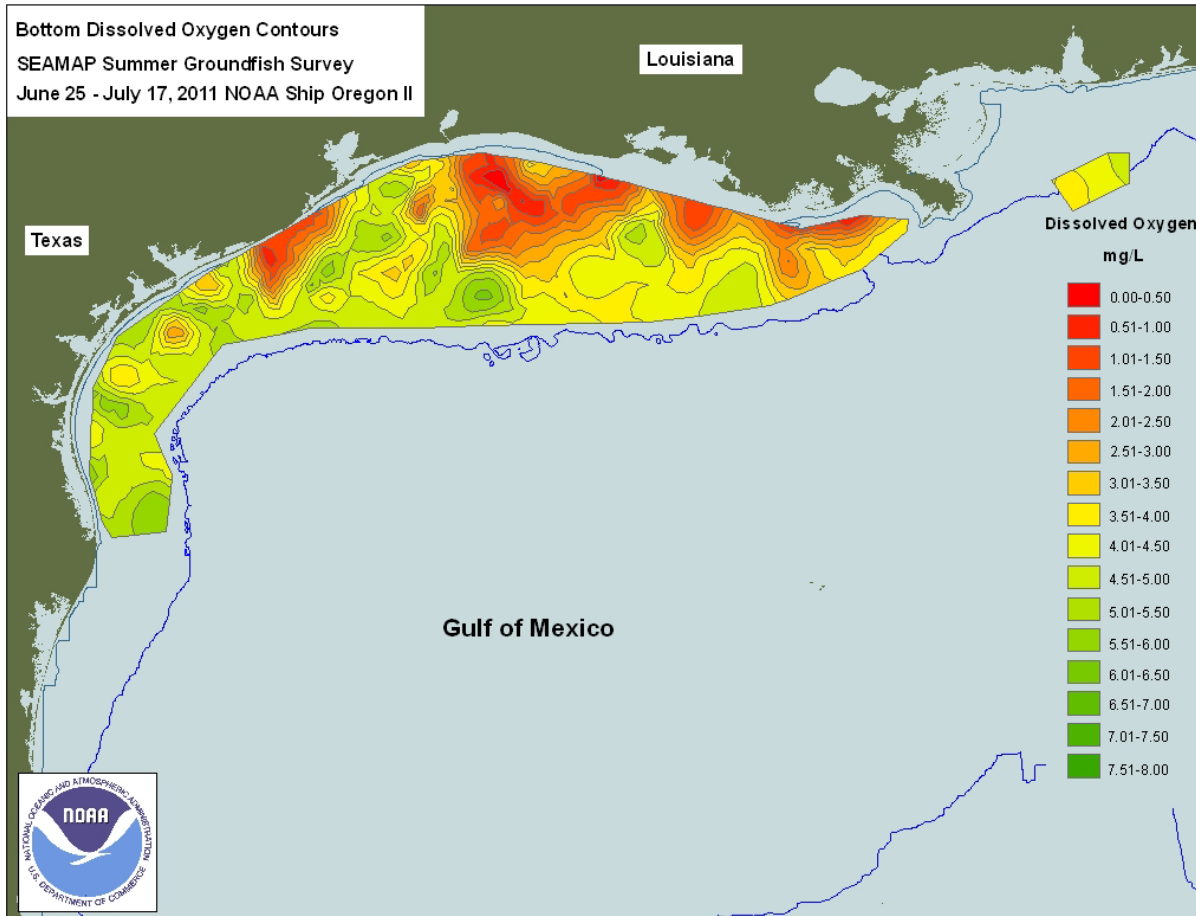 Bottom Dissolved Oxygen Contours
SEAMAP Summer Groundfish Survey
June 25 - July 17, 2011 NOAA Ship Oregon II
Louisiana
Texas
Dissolved Oxygen
mg/L
0.00-0.50
0.51-1.00
1.01-1.50
1.51-2.00
2.01-2.50
2.51-3.00
3.01-3.50
3.51-4.00
4.01-4.50
4.51-5.00
5.01-5.50
5.51-6.00
6.01-6.50
6.51-7.00
7.01-7.50
7.51-8.00
Gulf of Mexico
NATIONAL OCEANIC AND ATMOSPHERIC ADMINISTRATION
NOAA
U.S. DEPARTMENT OF COMMERCE